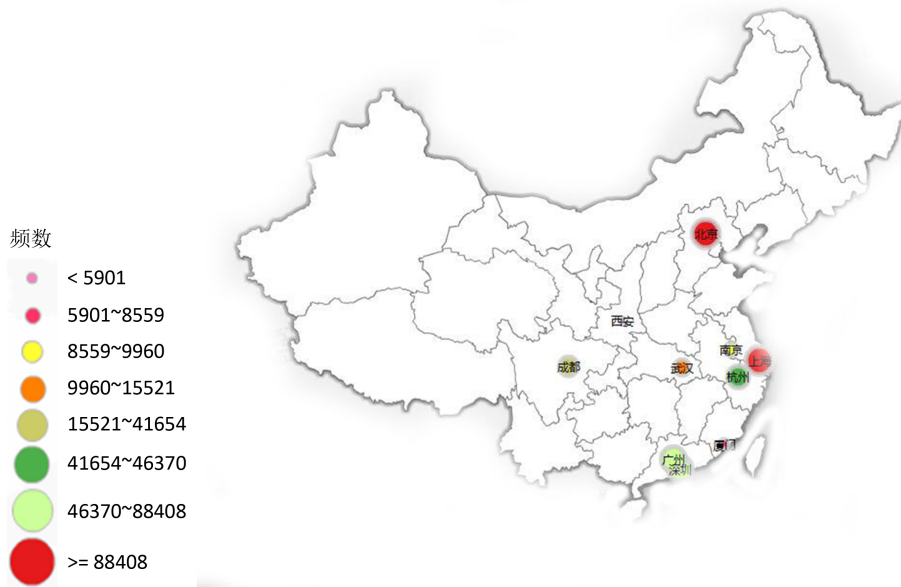 频数
< 5901
5901~8559
8559~9960
9960~15521
15521~41654
41654~46370
46370~88408
>= 88408
北京
西安
南京
上海
成都
武汉
杭州
厦门
广州
深圳